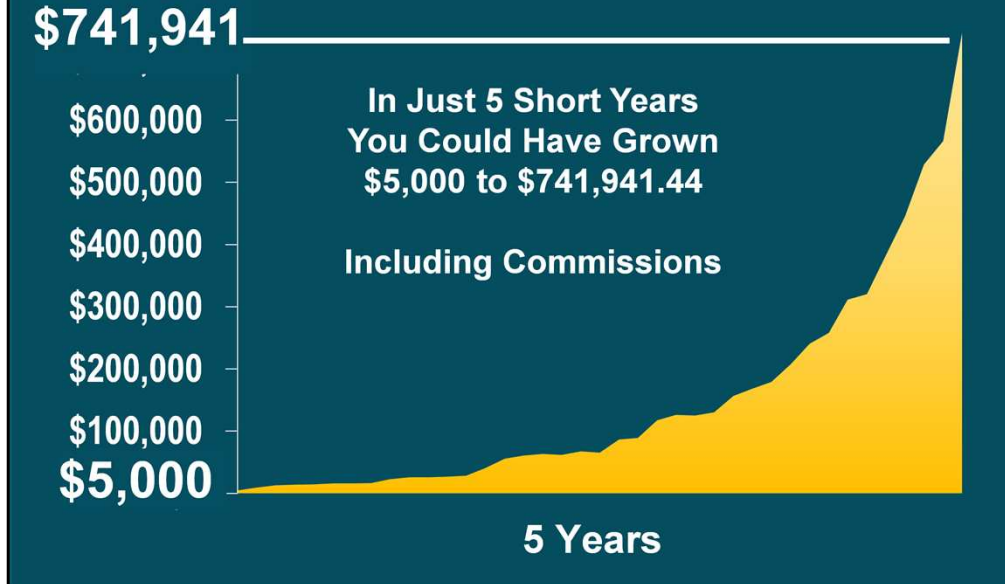 $741,941
$600,000
$500,000
$400,000
$300,000
$200,000
$100,000
$5,000
In Just 5 Short Years
You Could Have Grown
$5,000 to $741,941.44
Including Commissions
5 Years